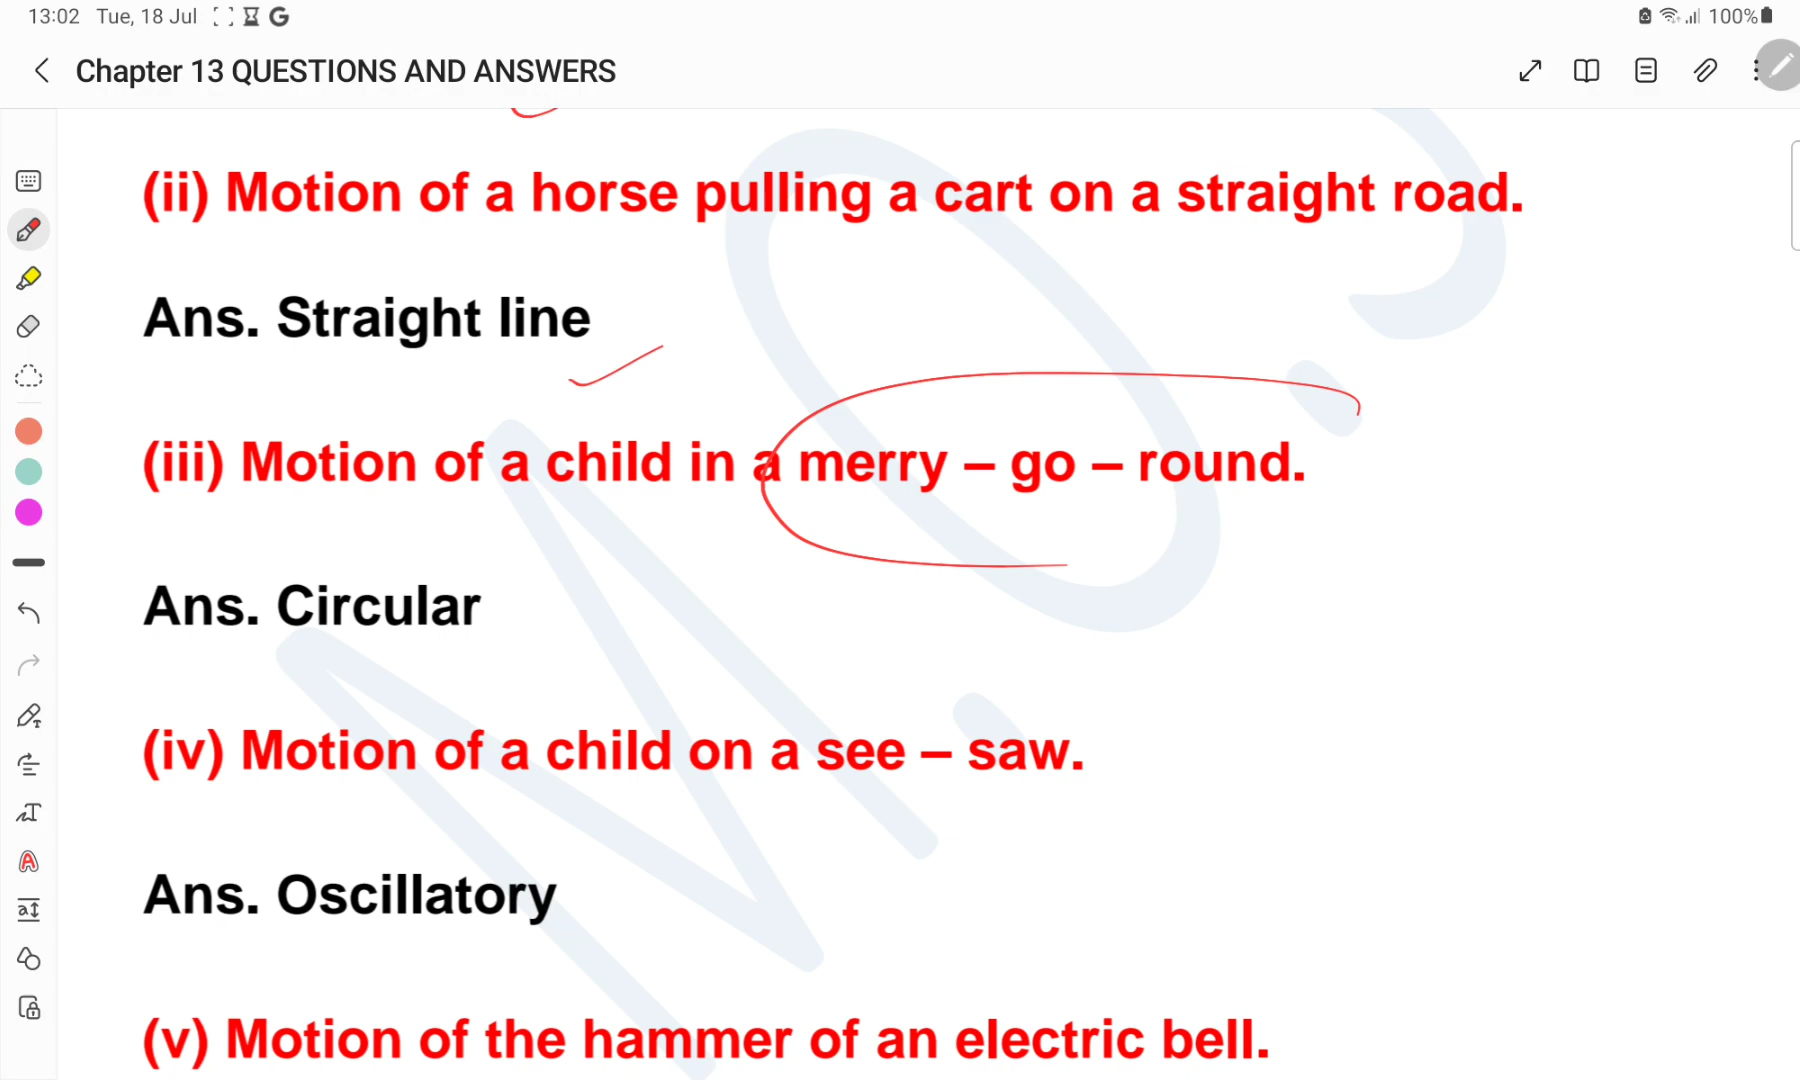 13:02 Tue, 18 Jul G 100%
Chapter 13 QUESTIONS AND ANSWERS
(ii) Motion of a horse pulling a cart on a straight road.
Ans. Straight line
(iii) Motion of a child in a merry – go – round.
Ans. Circular
(iv) Motion of a child on a see – saw.
Ans. Oscillatory
(v) Motion of the hammer of an electric bell.